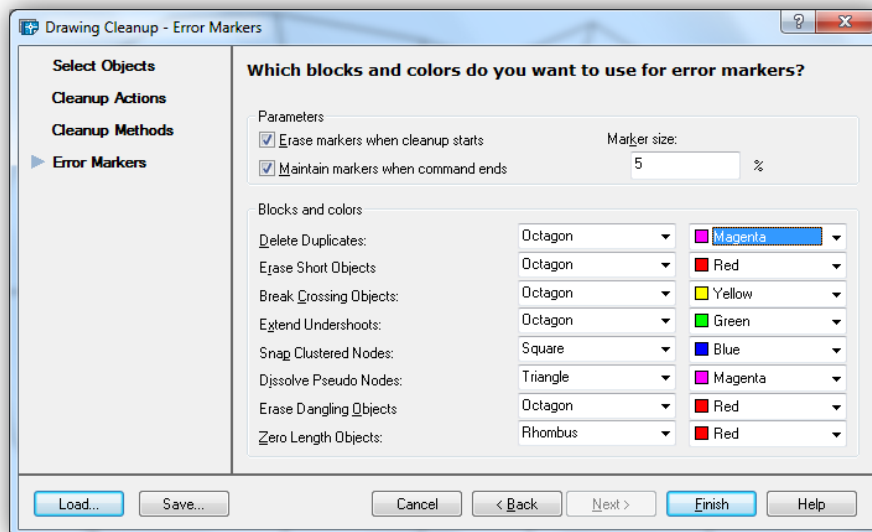 Drawing Cleanup - Error Markers
?
Select Objects
Cleanup Actions
Cleanup Methods
Error Markers
Which blocks and colors do you want to use for error markers?
Parameters
Erase markers when cleanup starts
Maintain markers when command ends
Marker size:
5 %
Blocks and colors
Delete Duplicates: Octagon Magenta
Erase Short Objects Octagon Red
Break Crossing Objects: Octagon Yellow
Extend Undershoots: Octagon Green
Snap Clustered Nodes: Square Blue
Dissolve Pseudo Nodes: Triangle Magenta
Erase Dangling Objects Octagon Red
Zero Length Objects: Rhombus Red
Load... Save... Cancel < Back Next > Finish Help